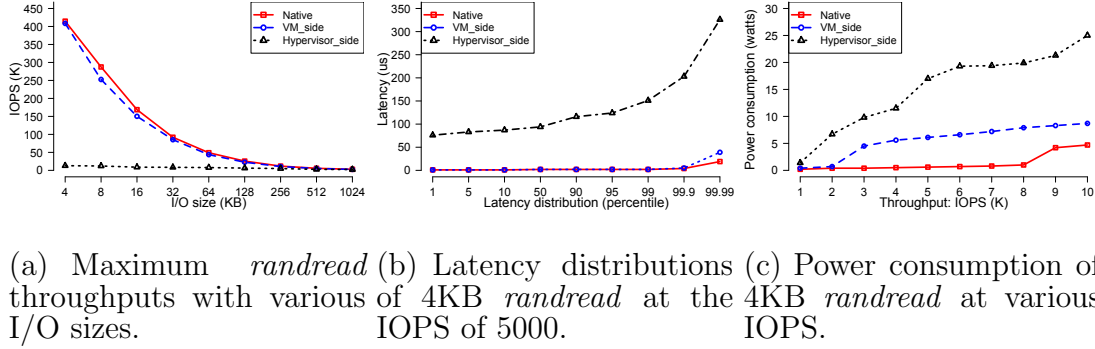 IOPS (K)
450
400
350
300
250
200
150
100
50
0
Native
VM_side
Hypervisor_side
4 8 16 32 64 128 256 512 1024
I/O size (KB)
Latency (us)
350
300
250
200
150
100
50
0
Native
VM_side
Hypervisor_side
1 5 10 50 90 95 99 99.9 99.99
Latency distribution (percentile)
Power consumption (watts)
30
25
20
15
10
5
0
Native
VM_side
Hypervisor_side
1 2 3 4 5 6 7 8 9 10
Throughput: IOPS (K)
(a) Maximum randread
throughputs with various
I/O sizes.
(b) Latency distributions
of 4KB randread at the
IOPS of 5000.
(c) Power consumption of
4KB randread at various
IOPS.